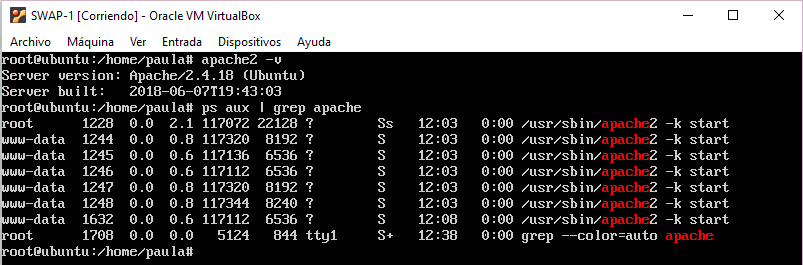 SWAP-1 [Corriendo] - Oracle VM VirtualBox
Archivo Máquina Ver Entrada Dispositivos Ayuda
root@ubuntu:/home/paula# apache2 -v
Server version: Apache/2.4.18 (Ubuntu)
Server built:   2018-06-07T19:43:03
root@ubuntu:/home/paula# ps aux | grep apache
root      1228  0.0  2.1 117072 22128 ?        Ss   12:03   0:00 /usr/sbin/apache2 -k start
www-data  1244  0.0  0.8 117320  8192 ?        S    12:03   0:00 /usr/sbin/apache2 -k start
www-data  1245  0.0  0.6 117136  6536 ?        S    12:03   0:00 /usr/sbin/apache2 -k start
www-data  1246  0.0  0.6 117112  6536 ?        S    12:03   0:00 /usr/sbin/apache2 -k start
www-data  1247  0.0  0.8 117320  8192 ?        S    12:03   0:00 /usr/sbin/apache2 -k start
www-data  1248  0.0  0.8 117344  8240 ?        S    12:03   0:00 /usr/sbin/apache2 -k start
www-data  1632  0.0  0.6 117112  6536 ?        S    12:08   0:00 /usr/sbin/apache2 -k start
root      1708  0.0  0.0   5124   844 tty1     S+   12:38   0:00 grep --color=auto apache
root@ubuntu:/home/paula#